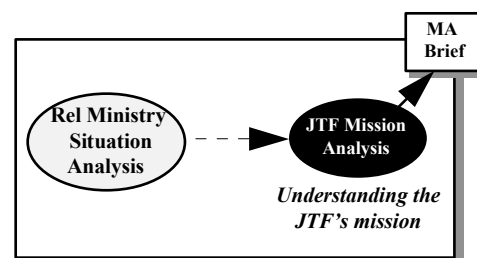 MA
Brief
Rel Ministry
Situation
Analysis
JTF Mission
Analysis
Understanding the
JTF's mission